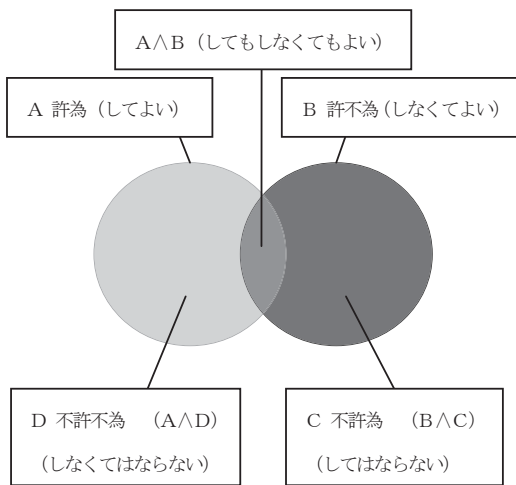 A∧B（してもしなくてもよい）
A 許為（してよい）
B 許不為（しなくてよい）
D 不許不為　（A∧D）
（しなくてはならない）
C 不許為　（B∧C）
（してはならない）